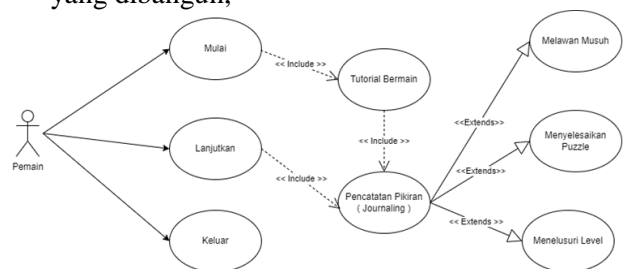 yang dibangun,
Mulai
<< Include >>
Tutorial Bermain
Melawan Musuh
<<Extends>>
Pemain
Lanjutkan
<< Include >>
<< Include >>
Pencatatan Pikiran
( Journaling )
<<Extends>>
Menyelesaikan
Puzzle
Keluar
<< Extends >>
Menelusuri Level